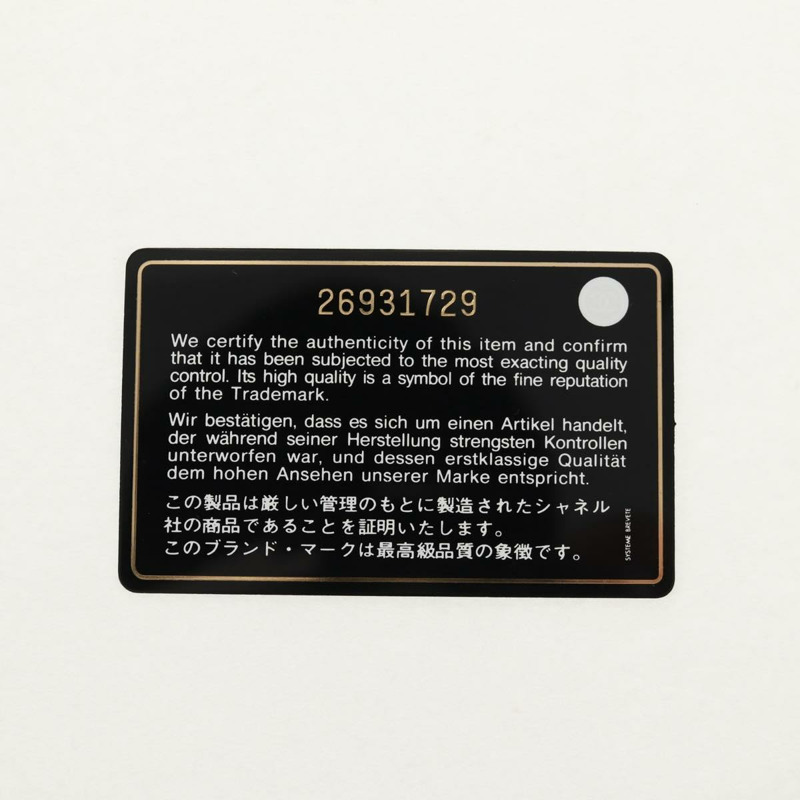 26931729
We certify the authenticity of this item and confirm
that it has been subjected to the most exacting quality
control. Its high quality is a symbol of the fine reputation
of the Trademark.
Wir bestätigen, dass es sich um einen Artikel handelt,
der während seiner Herstellung strengsten Kontrollen
unterworfen war, und dessen erstklassige Qualität
dem hohen Ansehen unserer Marke entspricht.
この製品は厳しい管理のもとに製造されたシャネル
社の商品であることを証明いたします。
このブランド・マークは最高級品質の象徴です。
SYSTEME BREVETE